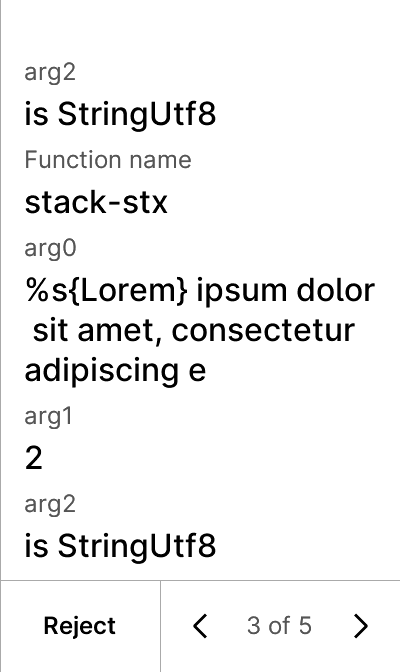 arg2
is StringUtf8
Function name
stack-stx
arg0
%s{Lorem} ipsum dolor
sit amet, consectetur
adipiscing e
arg1
2
arg2
is StringUtf8
Reject
3 of 5